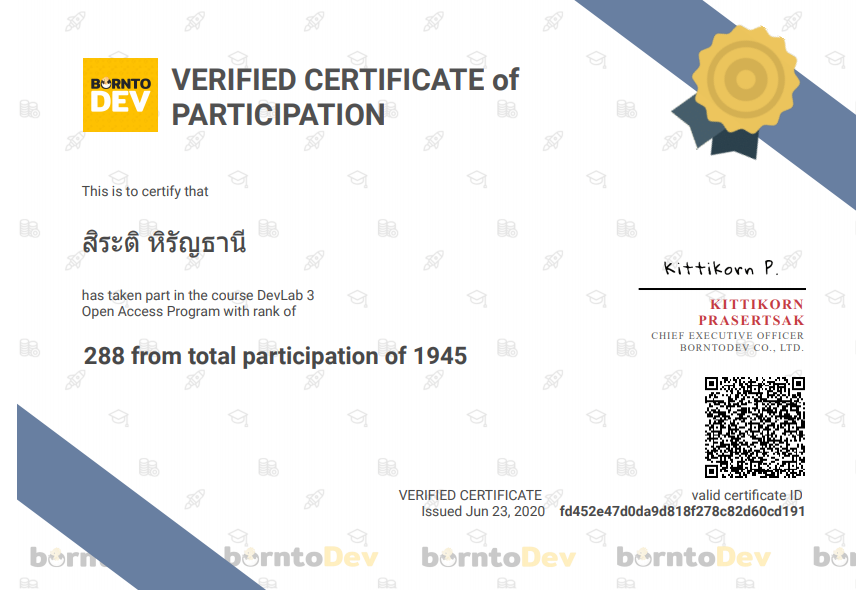 BORNTO
DEV
VERIFIED CERTIFICATE of
PARTICIPATION
This is to certify that
สิระติ หิรัญธานี
has taken part in the course DevLab 3
Open Access Program with rank of
288 from total participation of 1945
Kittikorn P.
KITTIKORN
PRASERTSAK
CHIEF EXECUTIVE OFFICER
BORNTODEV CO., LTD.
VERIFIED CERTIFICATE
Issued Jun 23, 2020
valid certificate ID
fd452e47d0da9d818f278c82d60cd191
born borntoDev borntoDev borntoDev bo